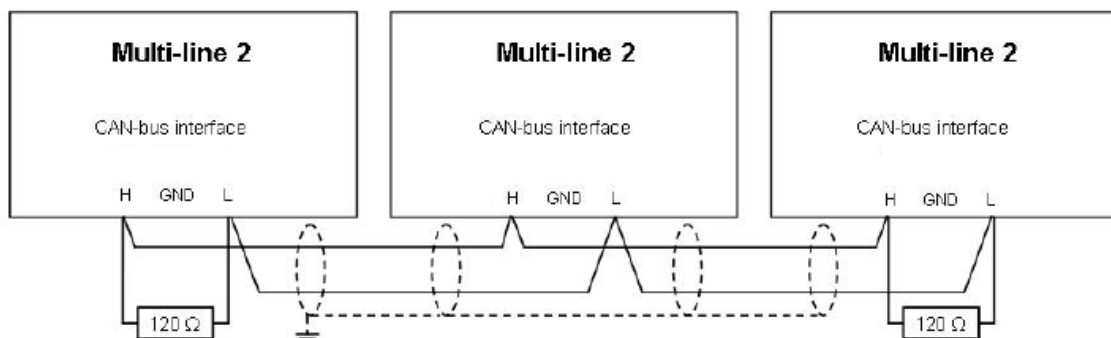 Multi-line 2 Multi-line 2 Multi-line 2
CAN-bus interface CAN-bus interface CAN-bus interface
H GND L H GND L H GND L
120 Ω 120 Ω